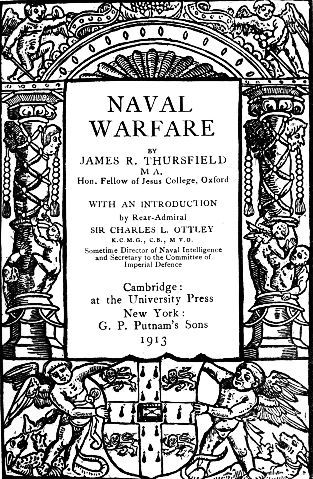 NAVAL
WARFARE
BY
JAMES R. THURSFIELD
M A.
Hon. Fellow of Jesus College, Oxford
WITH AN INTRODUCTION
by Rear-Admiral
SIR CHARLES L. OTTLEY
K.C.M.G., C.B., M V.O.
Sometime Director of Naval Intelligence
and Secretary to the Committee of
Imperial Defence
Cambridge:
at the University Press
New York:
G. P. Putnam's Sons
1913